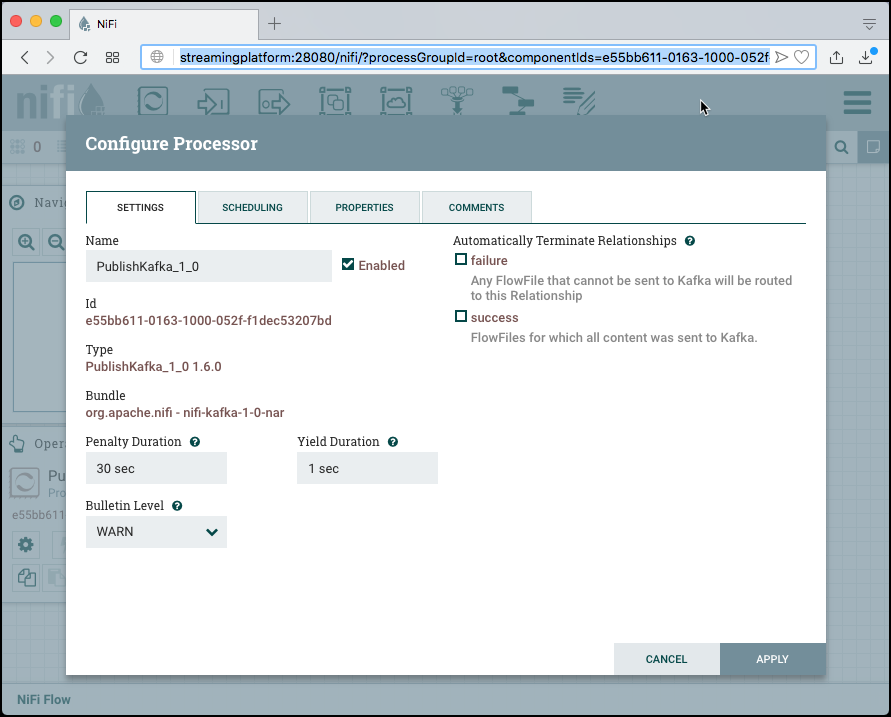 NiFi
streamingplatform:28080/nifi/?processGroupId=root&componentIds=e55bb611-0163-1000-052f
nifi
0
Configure Processor
Navi
SETTINGS
SCHEDULING
PROPERTIES
COMMENTS
Name
PublishKafka_1_0
Enabled
Id
e55bb611-0163-1000-052f-f1dec53207bd
Type
PublishKafka_1_0 1.6.0
Bundle
org.apache.nifi - nifi-kafka-1-0-nar
Penalty Duration
Yield Duration
30 sec
1 sec
Bulletin Level
WARN
Automatically Terminate Relationships
failure
Any FlowFile that cannot be sent to Kafka will be routed
to this Relationship
success
FlowFiles for which all content was sent to Kafka.
Oper
Pu
Pro
e55bb611
CANCEL
APPLY
NiFi Flow